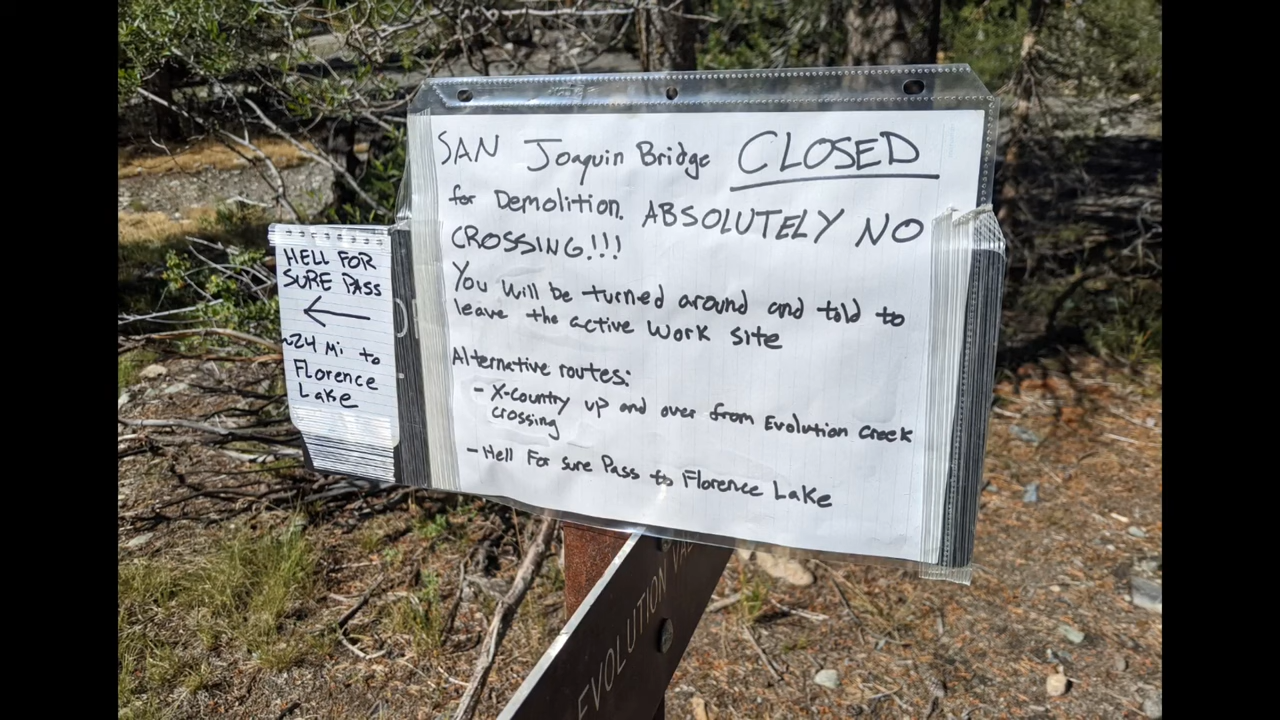 SAN Joaquin Bridge CLOSED
for Demolition. ABSOLUTELY NO
CROSSING!!!
You will be turned around and told to
leave the active work site
Alternative routes:
- X-country up and over from Evolution Creek
crossing
- Hell For sure Pass to Florence Lake
HELL FOR
SURE PASS
←
~24 Mi to
Florence
Lake
EVOLUTION